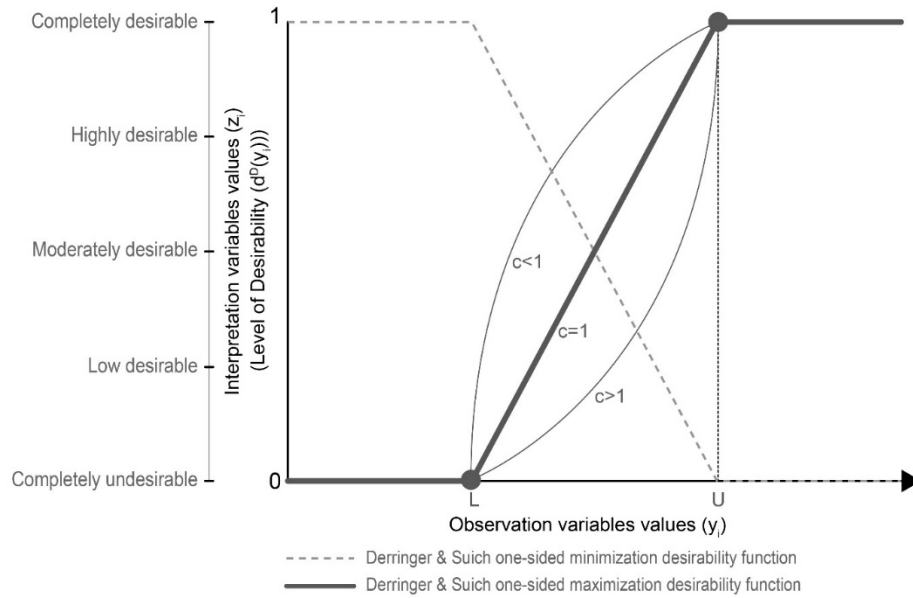 Completely desirable
Highly desirable
Moderately desirable
Low desirable
Completely undesirable
Interpretation variables values (zᵢ)
(Level of Desirability (dᴰ(yᵢ)))
1
0
c<1
c=1
c>1
L
U
Observation variables values (yᵢ)
Derringer & Suich one-sided minimization desirability function
Derringer & Suich one-sided maximization desirability function